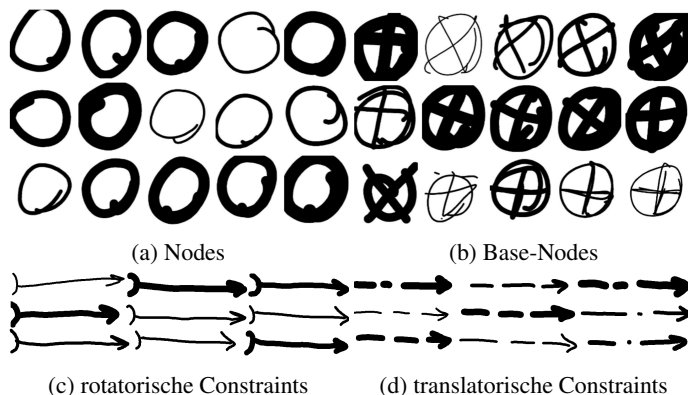 (a) Nodes
(b) Base-Nodes
(c) rotatorische Constraints
(d) translatorische Constraints